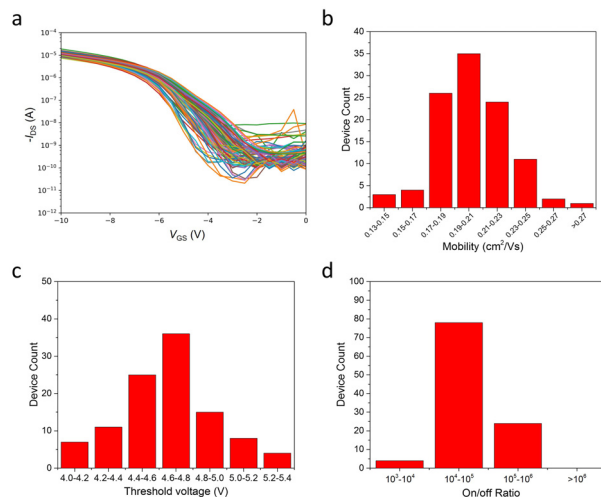 a
10⁻⁴
10⁻⁵
10⁻⁶
10⁻⁷
10⁻⁸
10⁻⁹
10⁻¹⁰
10⁻¹¹
10⁻¹²
-I_DS (A)
−10 −8 −6 −4 −2 0
V_GS (V)
b
40
35
30
25
20
15
10
5
0
Device Count
0.13-0.15 0.15-0.17 0.17-0.19 0.19-0.21 0.21-0.23 0.23-0.25 0.25-0.27 >0.27
Mobility (cm²/Vs)
c
50
40
30
20
10
0
Device Count
4.0-4.2 4.2-4.4 4.4-4.6 4.6-4.8 4.8-5.0 5.0-5.2 5.2-5.4
Threshold voltage (V)
d
100
90
80
70
60
50
40
30
20
10
0
Device Count
10³-10⁴ 10⁴-10⁵ 10⁵-10⁶ >10⁶
On/off Ratio